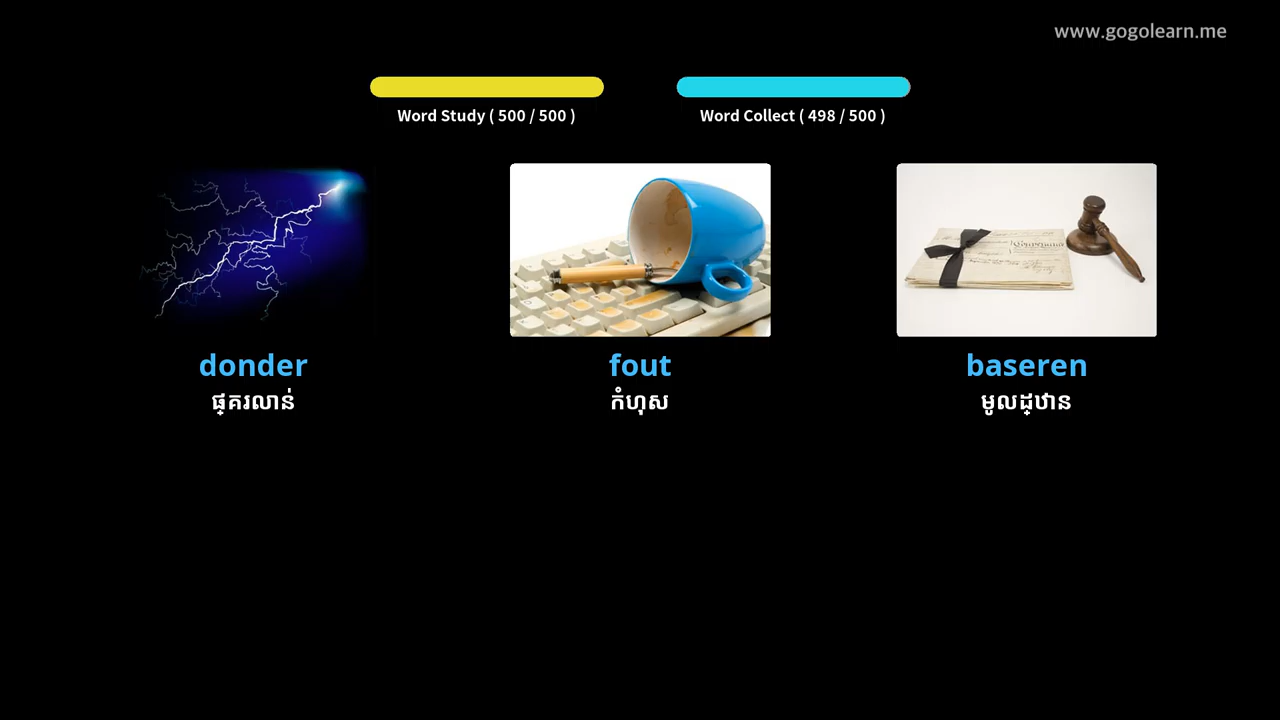 www.gogolearn.me
Word Study ( 500 / 500 )
Word Collect ( 498 / 500 )
donder
fout
baseren
ផ្គរលាន់
កំហុស
មូលដ្ឋាន